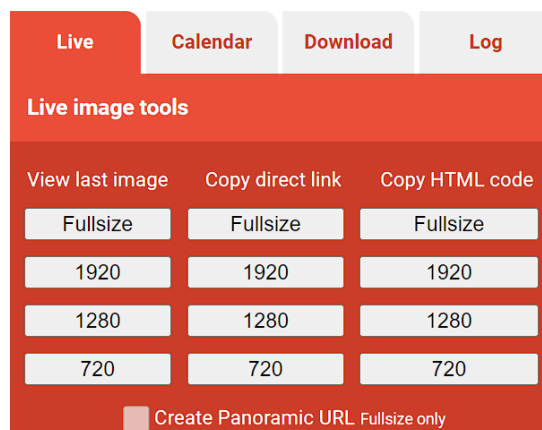 Live Calendar Download Log
Live image tools
View last image Copy direct link Copy HTML code
Fullsize Fullsize Fullsize
1920 1920 1920
1280 1280 1280
720 720 720
Create Panoramic URL Fullsize only